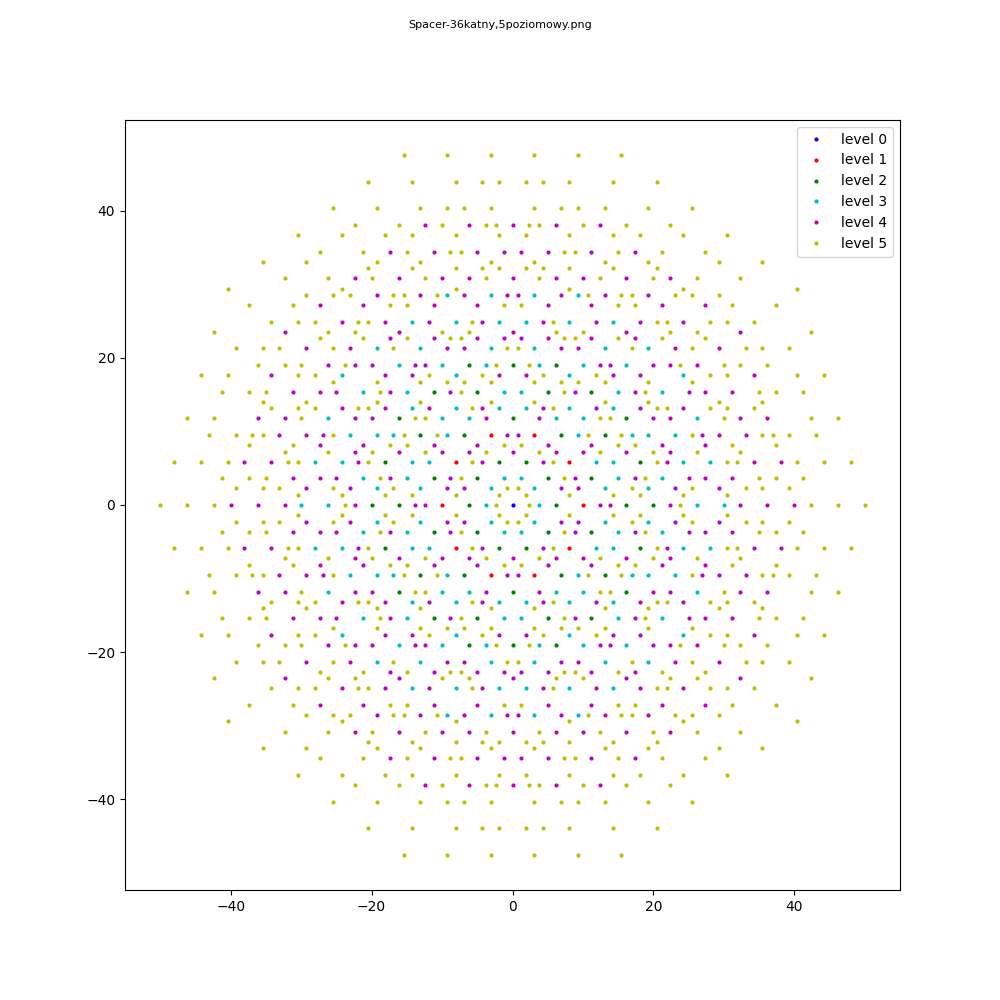 Spacer-36katny,5poziomowy.png
level 0
level 1
level 2
level 3
level 4
level 5
40
20
0
−20
−40
−40 −20 0 20 40